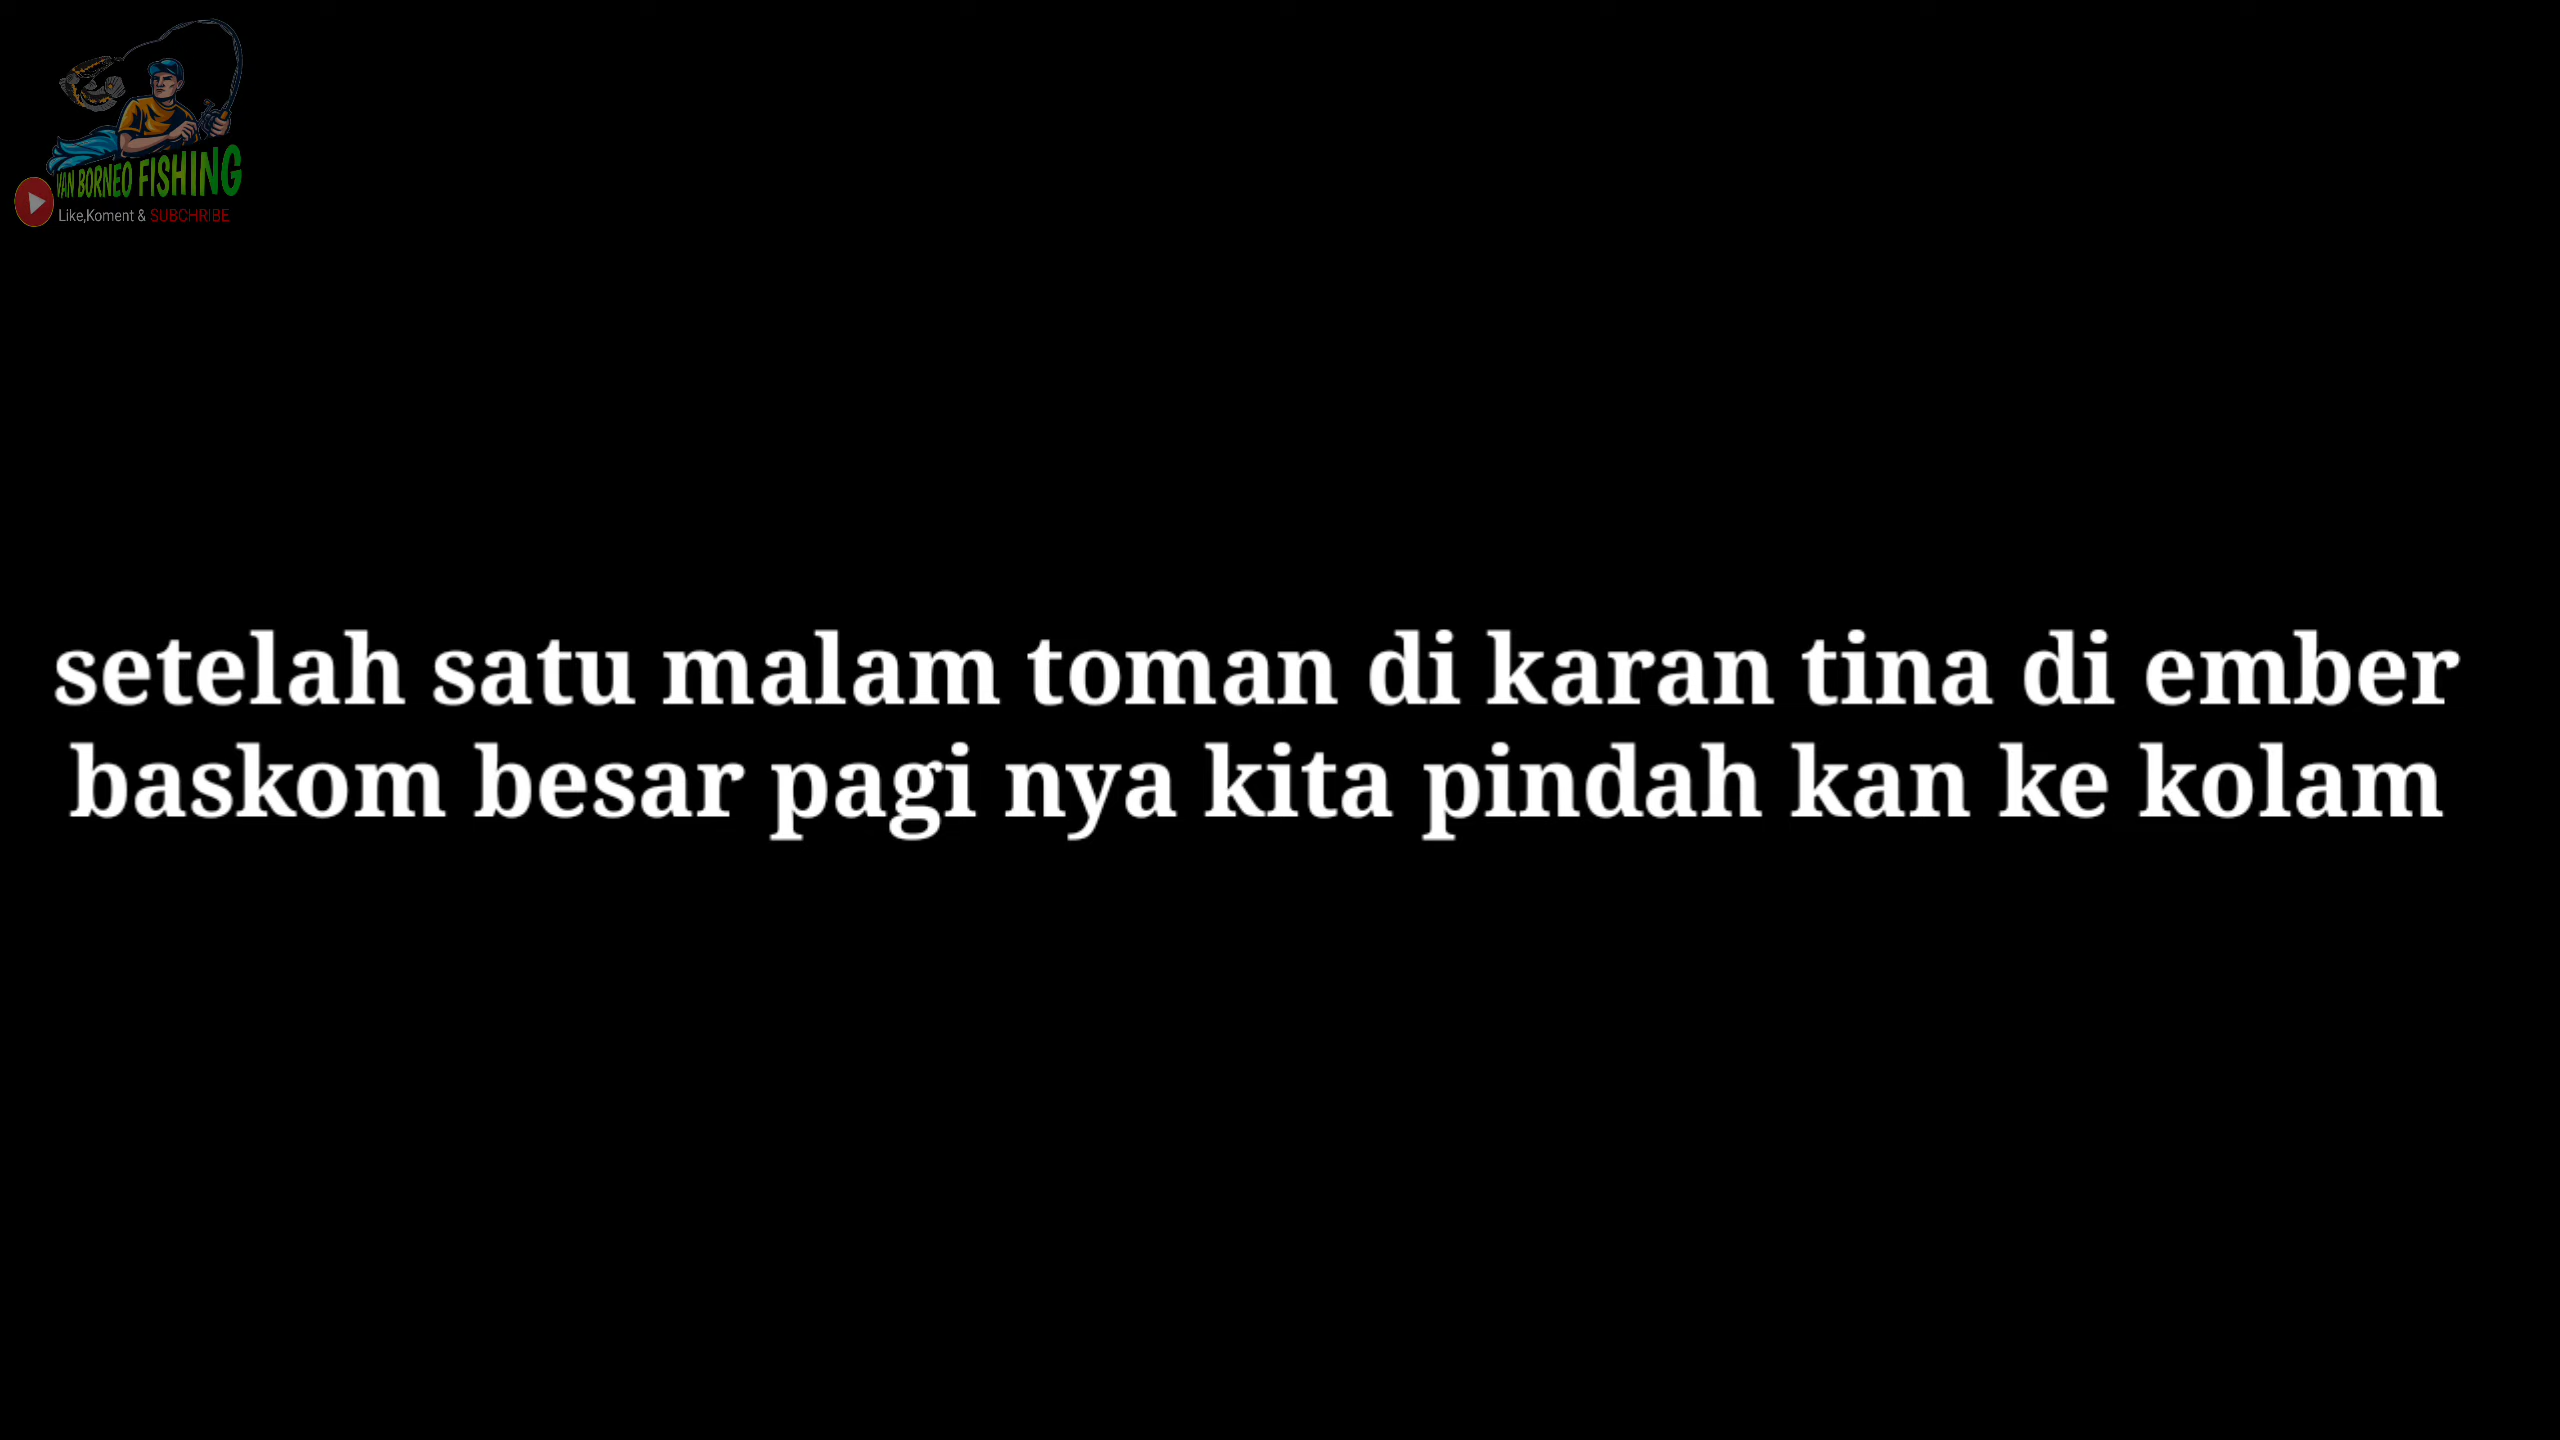 VAN BORNEO FISHING
Like,Koment & SUBCHRIBE
setelah satu malam toman di karan tina di ember
baskom besar pagi nya kita pindah kan ke kolam